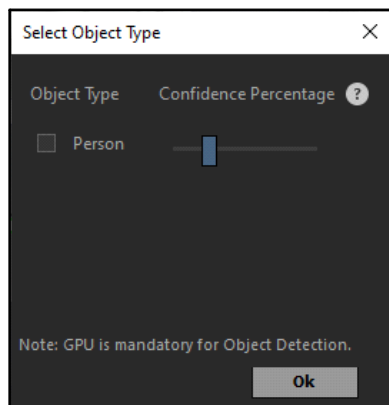 Select Object Type
Object Type Confidence Percentage ?
Person
Note: GPU is mandatory for Object Detection.
Ok